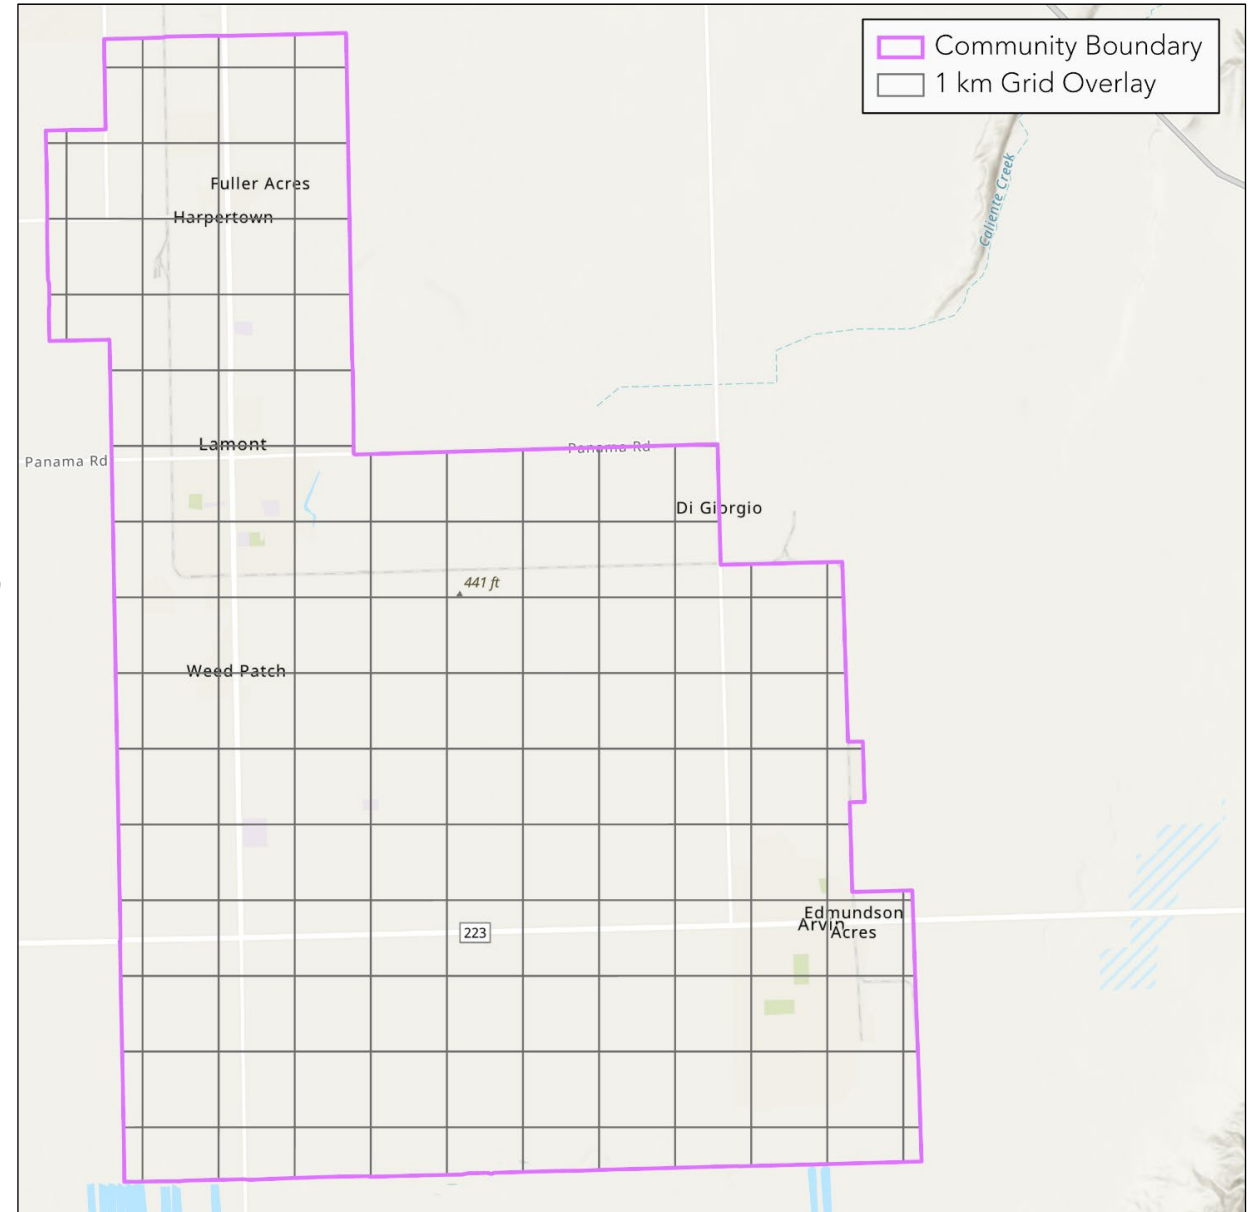 Community Boundary
1 km Grid Overlay
Caliente Creek
Fuller Acres
Harpertown
Lamont
Panama Rd
Panama Rd
Di Giorgio
441 ft
Weed Patch
223
Edmundson
Acres
Arvin